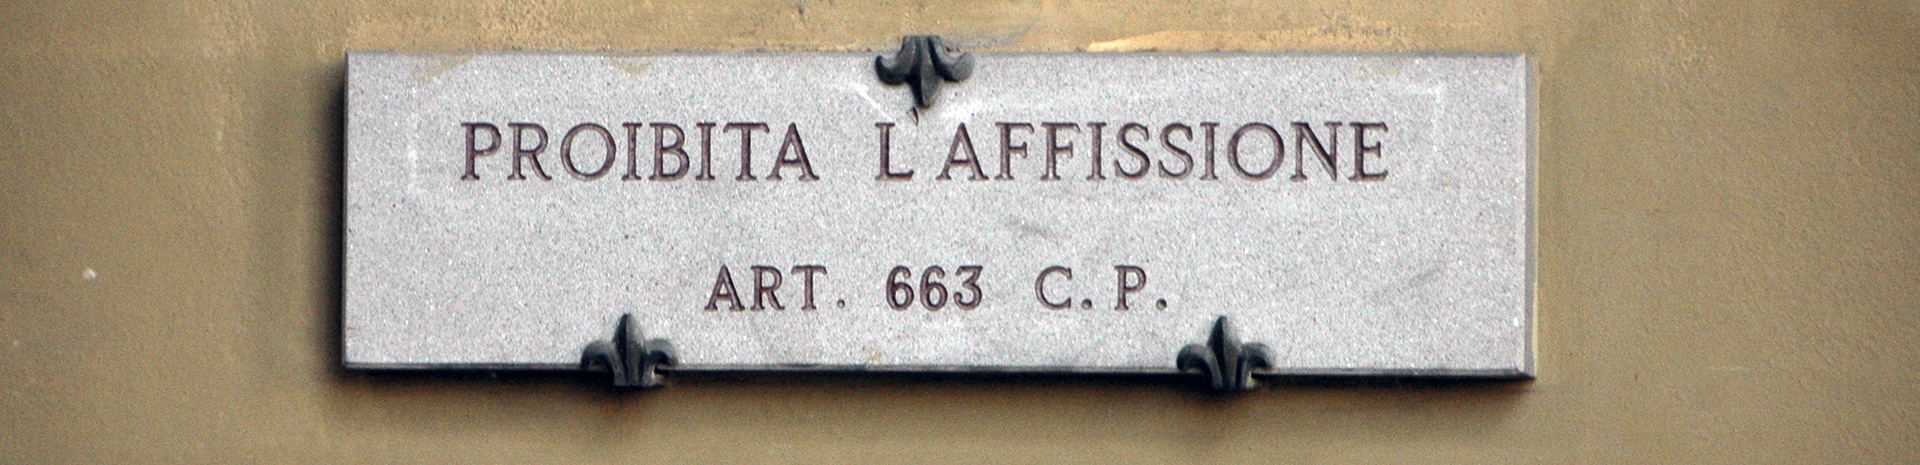 PROIBITA L'AFFISSIONE
ART. 663 C.P.